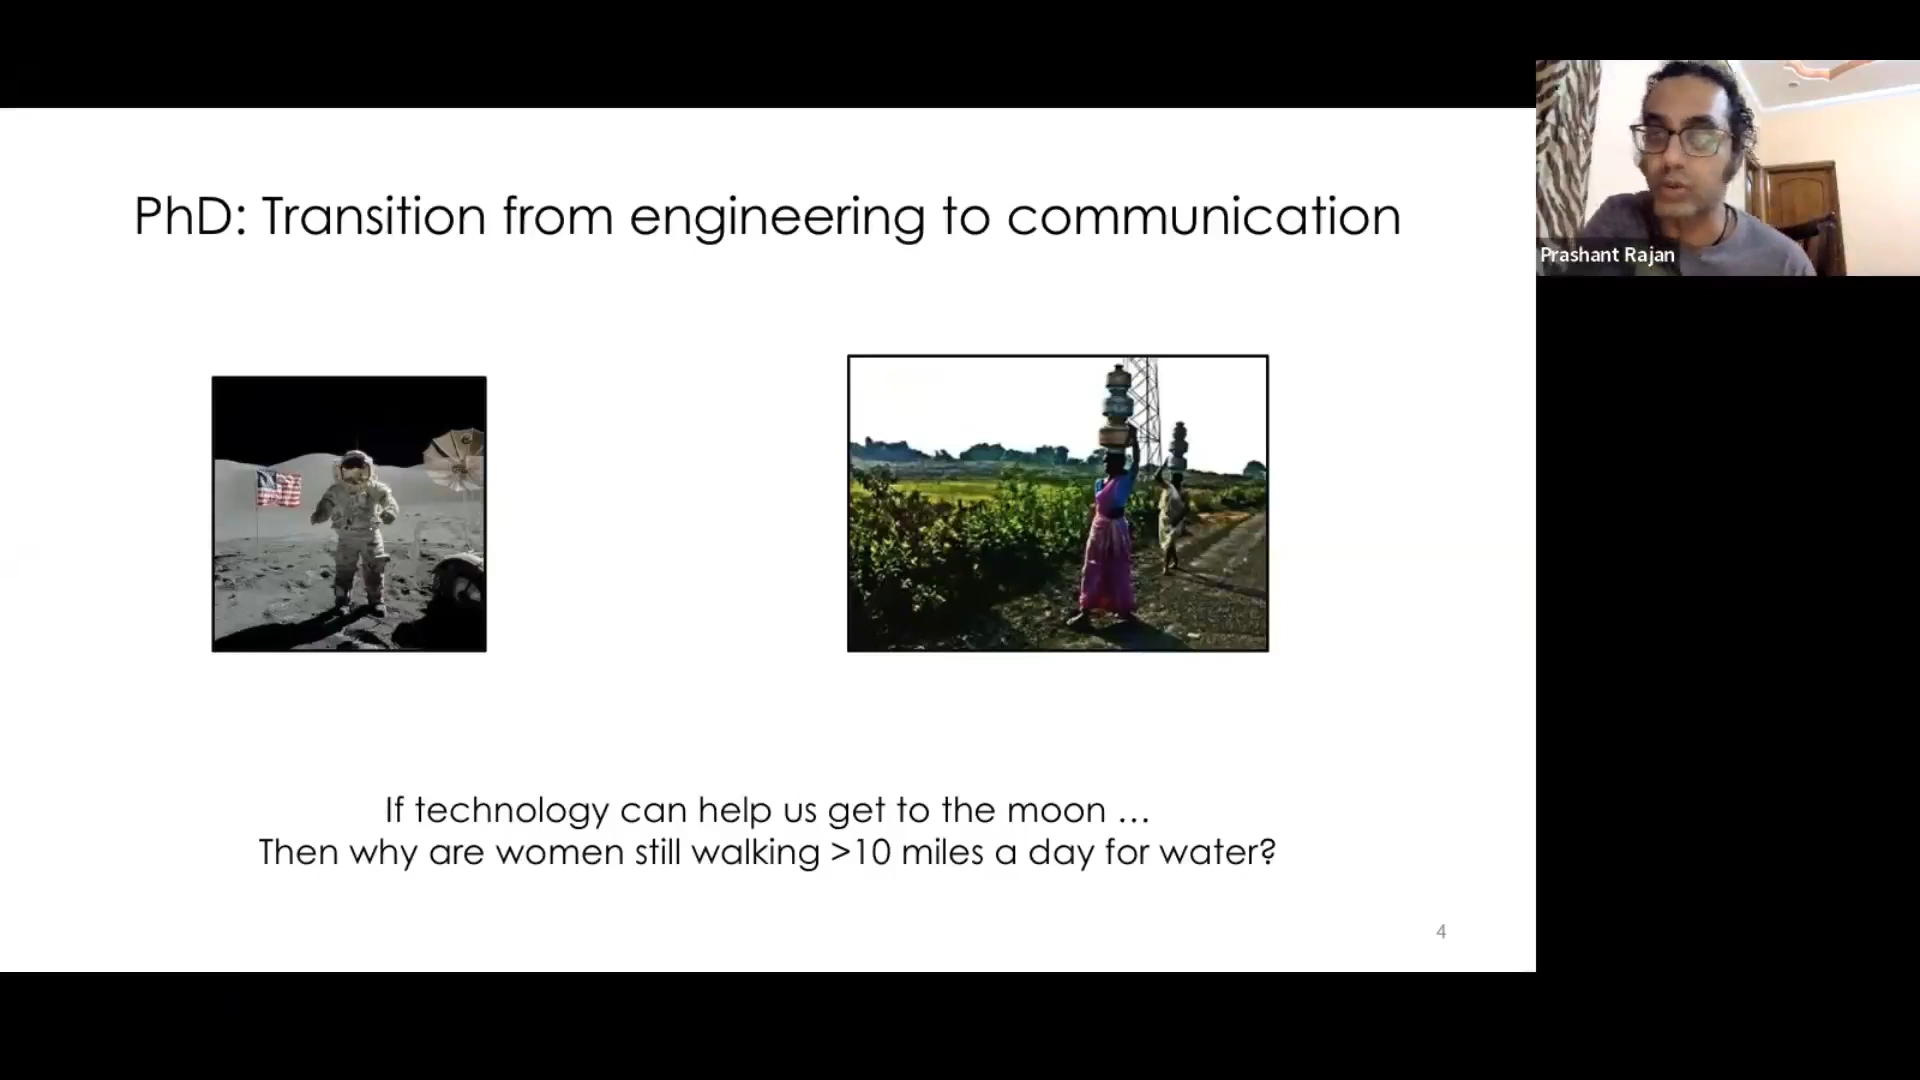 PhD: Transition from engineering to communication
Prashant Rajan
If technology can help us get to the moon …
Then why are women still walking >10 miles a day for water?
4